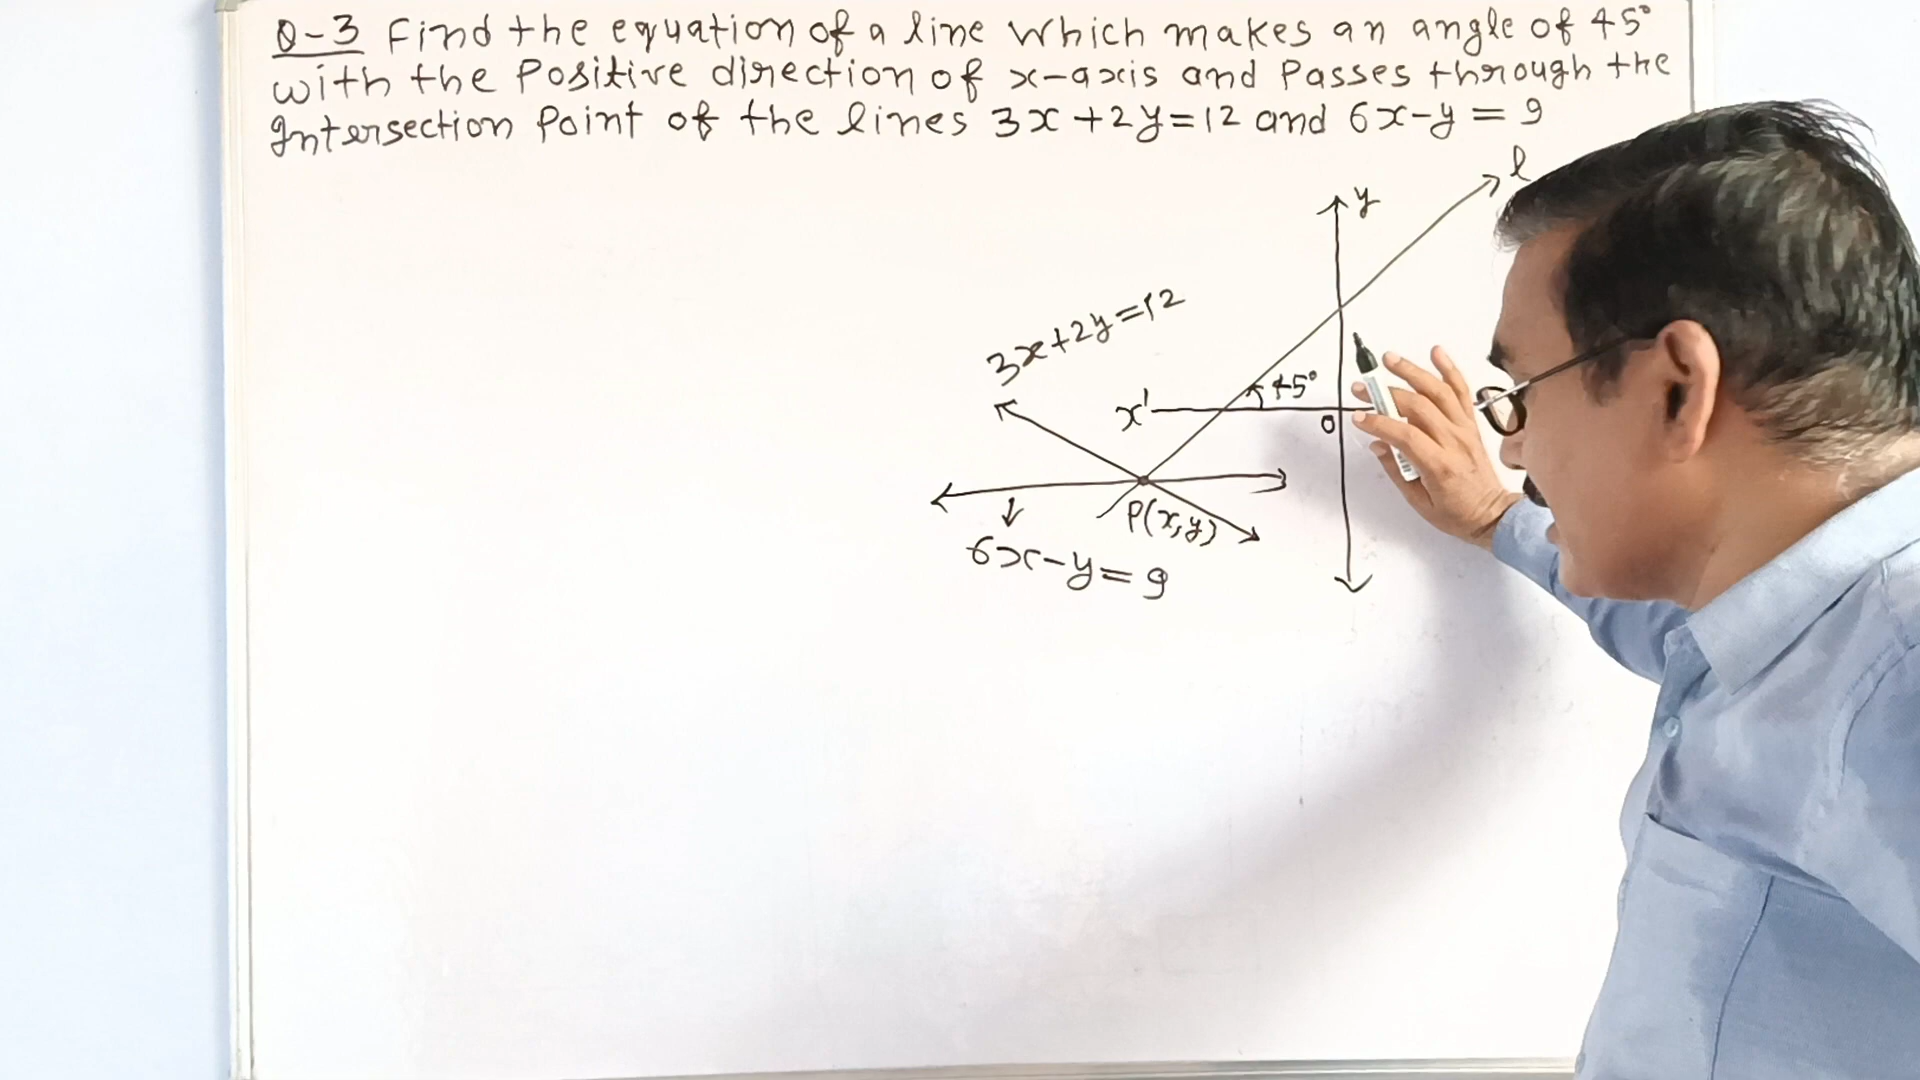 Q-3 Find the equation of a line which makes an angle of 45°
with the Positive direction of x-axis and Passes through the
Intersection Point of the lines 3x+2y=12 and 6x-y=9
l
y
3x+2y=12
x'
45°
0
P(x,y)
6x-y=9